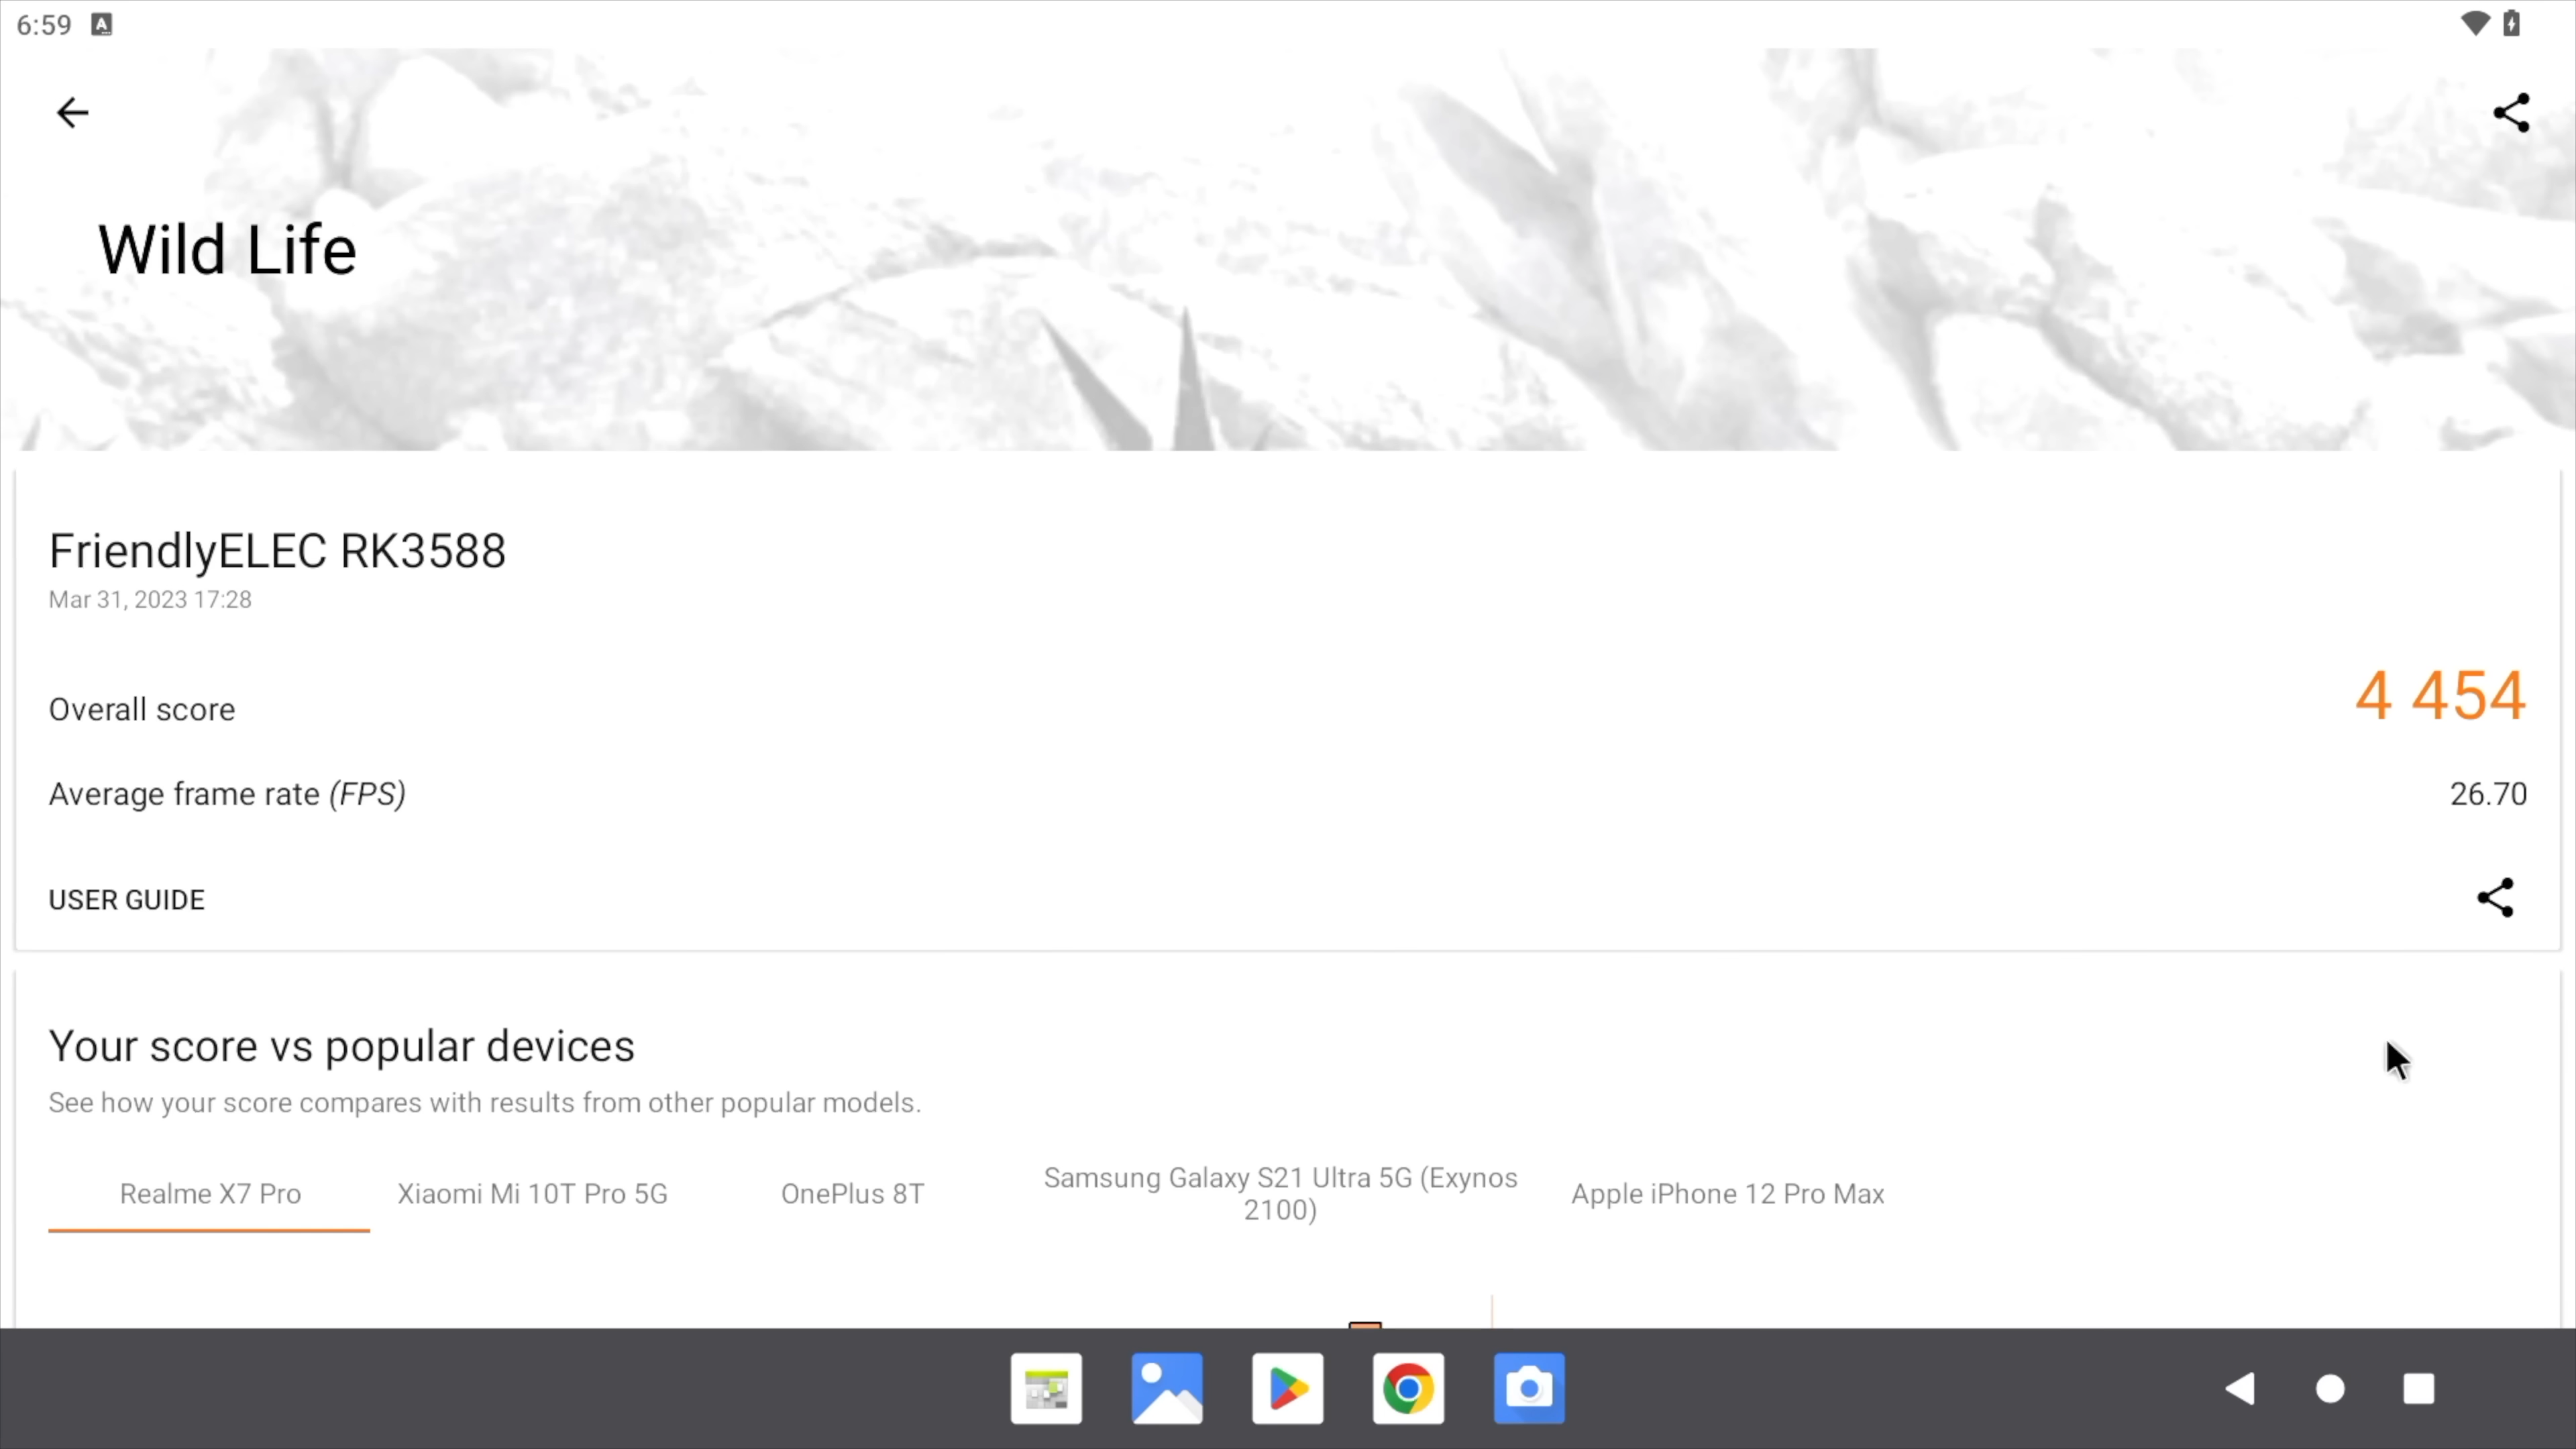 6:59
A
Wild Life
FriendlyELEC RK3588
Mar 31, 2023 17:28
Overall score
4 454
Average frame rate (FPS)
26.70
USER GUIDE
Your score vs popular devices
See how your score compares with results from other popular models.
Realme X7 Pro
Xiaomi Mi 10T Pro 5G
OnePlus 8T
Samsung Galaxy S21 Ultra 5G (Exynos
2100)
Apple iPhone 12 Pro Max